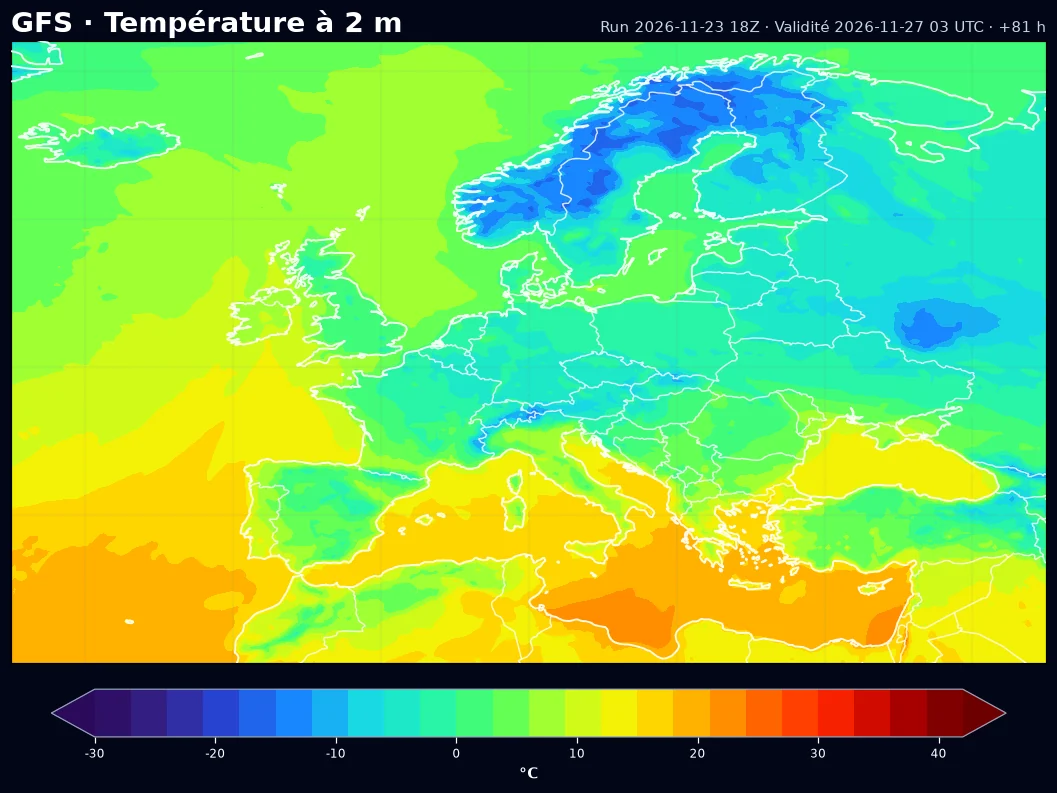 GFS · Température à 2 m
Run 2026-11-23 18Z · Validité 2026-11-27 03 UTC · +81 h
-30 -20 -10 0 10 20 30 40
°C